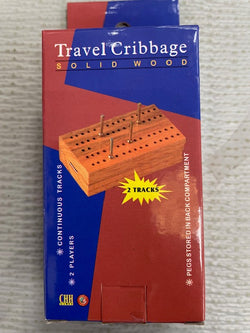 Travel Cribbage
SOLID WOOD
2 TRACKS
* CONTINUOUS TRACKS
* 2 PLAYERS
PEGS STORED IN BACK COMPARTMENT
CHH